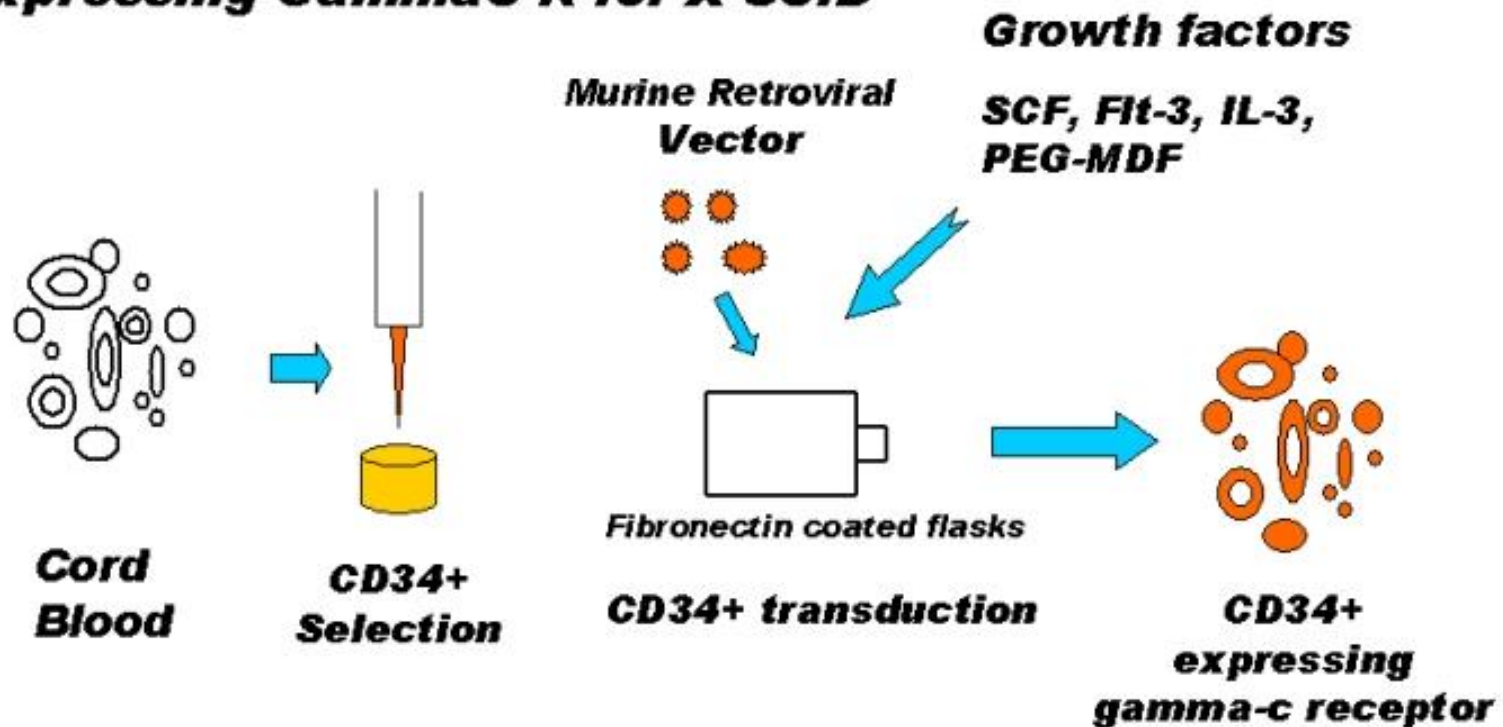 Growth factors
SCF, Flt-3, IL-3,
PEG-MDF
Murine Retroviral
Vector
Fibronectin coated flasks
Cord
Blood
CD34+
Selection
CD34+ transduction
CD34+
expressing
gamma-c receptor